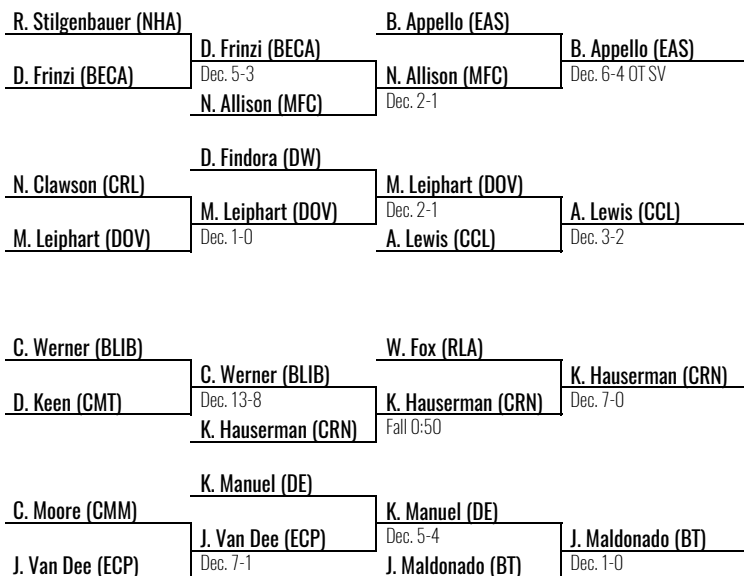 R. Stilgenbauer (NHA)
B. Appello (EAS)
D. Frinzi (BECA)
B. Appello (EAS)
D. Frinzi (BECA)
Dec. 5-3
N. Allison (MFC)
Dec. 6-4 OT SV
N. Allison (MFC)
Dec. 2-1
D. Findora (DW)
N. Clawson (CRL)
M. Leiphart (DOV)
M. Leiphart (DOV)
Dec. 2-1
A. Lewis (CCL)
M. Leiphart (DOV)
Dec. 1-0
A. Lewis (CCL)
Dec. 3-2
C. Werner (BLIB)
W. Fox (RLA)
C. Werner (BLIB)
K. Hauserman (CRN)
D. Keen (CMT)
Dec. 13-8
K. Hauserman (CRN)
Dec. 7-0
K. Hauserman (CRN)
Fall 0:50
K. Manuel (DE)
C. Moore (CMM)
K. Manuel (DE)
J. Van Dee (ECP)
Dec. 5-4
J. Maldonado (BT)
J. Van Dee (ECP)
Dec. 7-1
J. Maldonado (BT)
Dec. 1-0